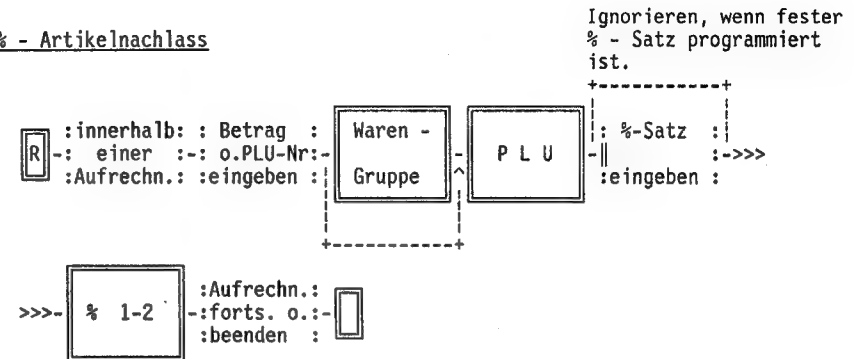 % - Artikelnachlass
Ignorieren, wenn fester
% - Satz programmiert
ist.
R
:innerhalb:
: einer :
:Aufrechn.:
: Betrag :
: o.PLU-Nr:
:eingeben :
Waren -
Gruppe
P L U
: %-Satz :
:eingeben :
>>>
>>>
% 1-2
:Aufrechn.:
:forts. o.:
:beenden :